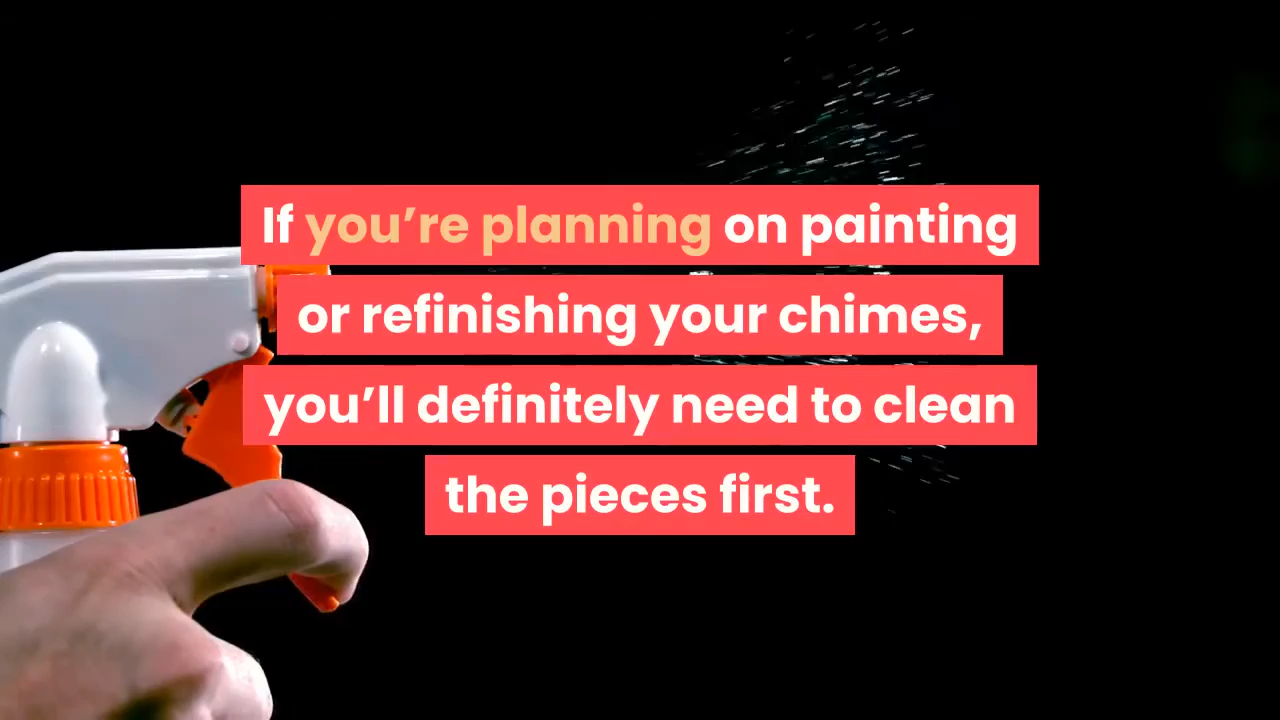 If you’re planning on painting
or refinishing your chimes,
you’ll definitely need to clean
the pieces first.